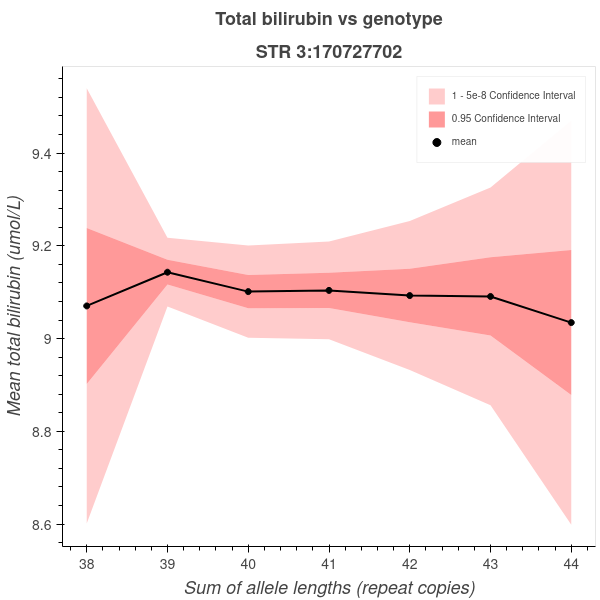 Total bilirubin vs genotype
STR 3:170727702
1 - 5e-8 Confidence Interval
0.95 Confidence Interval
mean
Mean total bilirubin (umol/L)
9.4
9.2
9
8.8
8.6
38 39 40 41 42 43 44
Sum of allele lengths (repeat copies)